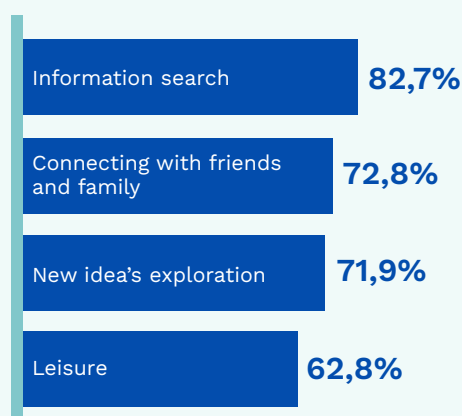 Information search
82,7%
Connecting with friends
and family
72,8%
New idea’s exploration
71,9%
Leisure
62,8%